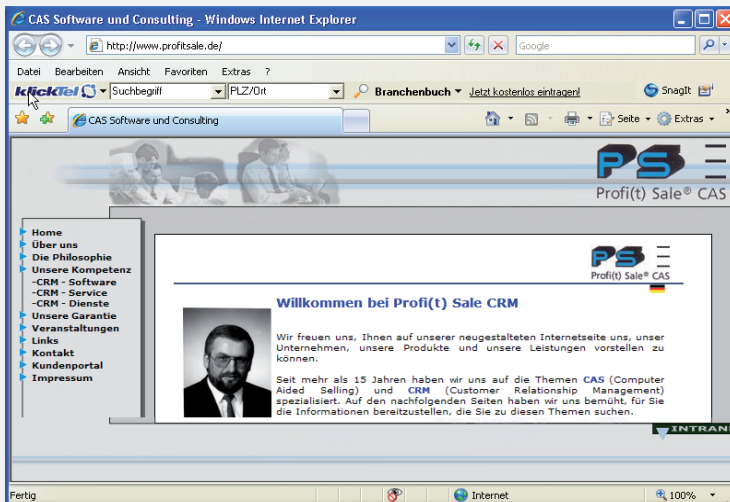 CAS Software und Consulting - Windows Internet Explorer
http://www.profitsale.de/
Google
Datei Bearbeiten Ansicht Favoriten Extras ?
klickTel Suchbegriff PLZ/Ort Branchenbuch Jetzt kostenlos eintragen! SnagIt
CAS Software und Consulting
Seite Extras
PS
Profi(t) Sale® CAS
Home
Über uns
Die Philosophie
Unsere Kompetenz
-CRM - Software
-CRM - Service
-CRM - Dienste
Unsere Garantie
Veranstaltungen
Links
Kontakt
Kundenportal
Impressum
PS
Profi(t) Sale® CAS
Willkommen bei Profi(t) Sale CRM
Wir freuen uns, Ihnen auf unserer neugestalteten Internetseite uns, unser
Unternehmen, unsere Produkte und unsere Leistungen vorstellen zu
können.
Seit mehr als 15 Jahren haben wir uns auf die Themen CAS (Computer
Aided Selling) und CRM (Customer Relationship Management)
spezialisiert. Auf den nachfolgenden Seiten haben wir uns bemüht, für Sie
die Informationen bereitzustellen, die Sie zu diesen Themen suchen.
INTRANE
Fertig
Internet
100%